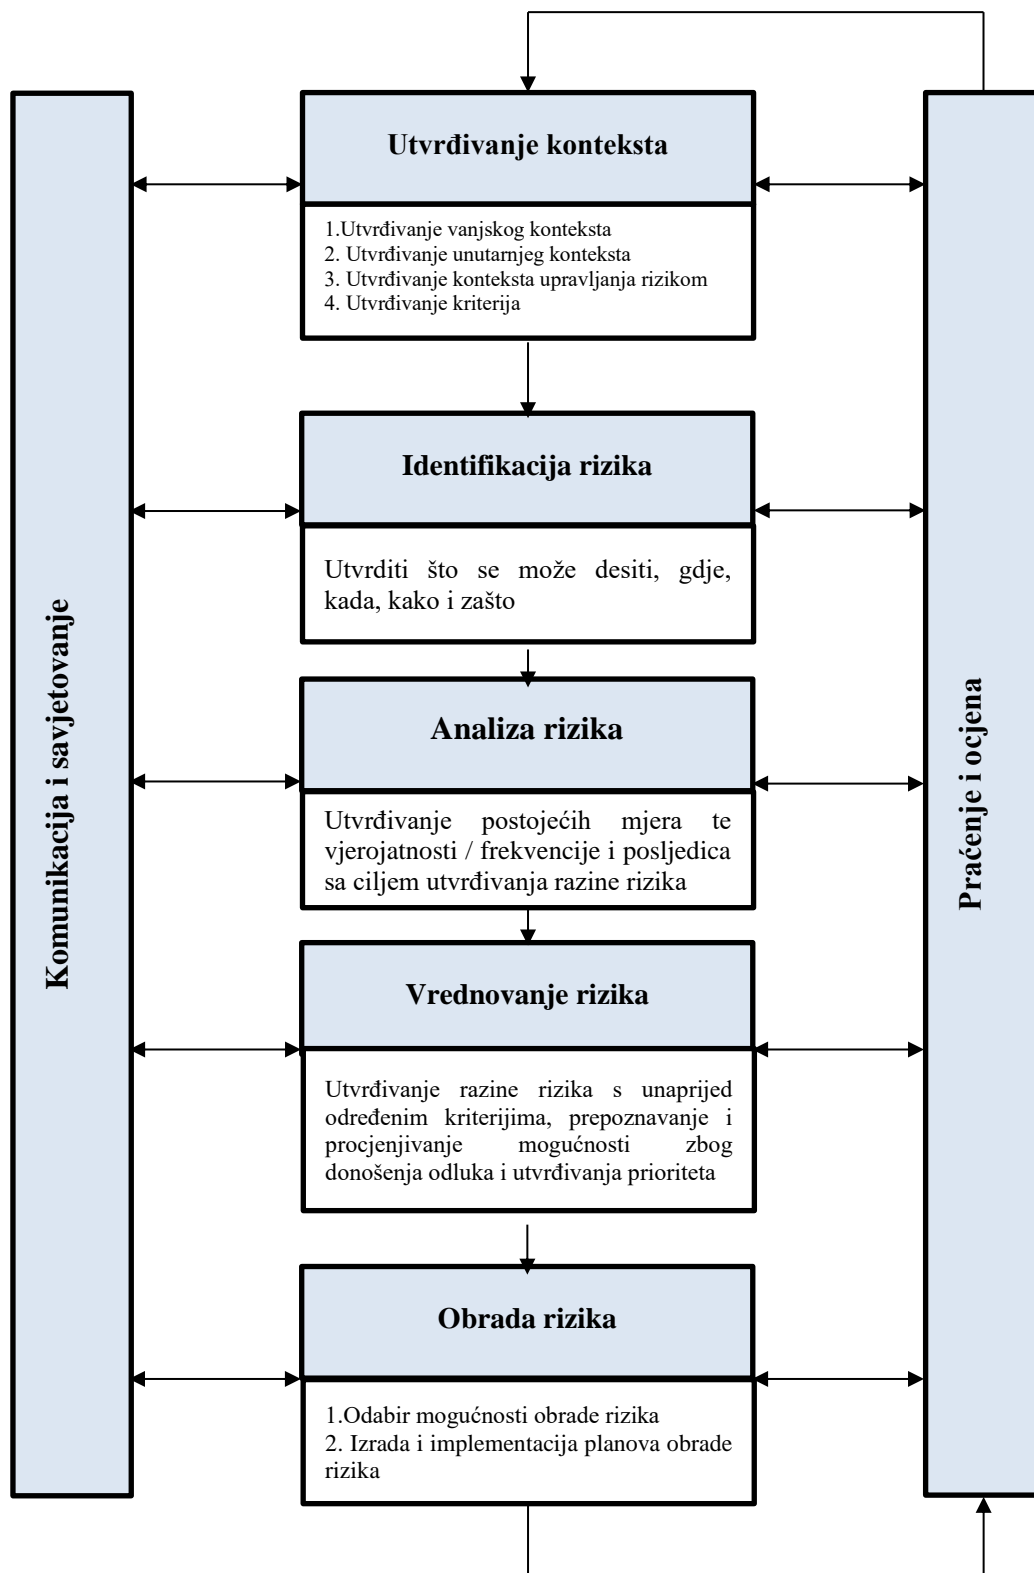 Utvrđivanje konteksta
1.Utvrđivanje vanjskog konteksta
2. Utvrđivanje unutarnjeg konteksta
3. Utvrđivanje konteksta upravljanja rizikom
4. Utvrđivanje kriterija
Identifikacija rizika
Utvrditi što se može desiti, gdje,
kada, kako i zašto
Analiza rizika
Utvrđivanje postojećih mjera te
vjerojatnosti / frekvencije i posljedica
sa ciljem utvrđivanja razine rizika
Vrednovanje rizika
Utvrđivanje razine rizika s unaprijed
određenim kriterijima, prepoznavanje i
procjenjivanje mogućnosti zbog
donošenja odluka i utvrđivanja prioriteta
Obrada rizika
1.Odabir mogućnosti obrade rizika
2. Izrada i implementacija planova obrade
rizika
Komunikacija i savjetovanje
Praćenje i ocjena